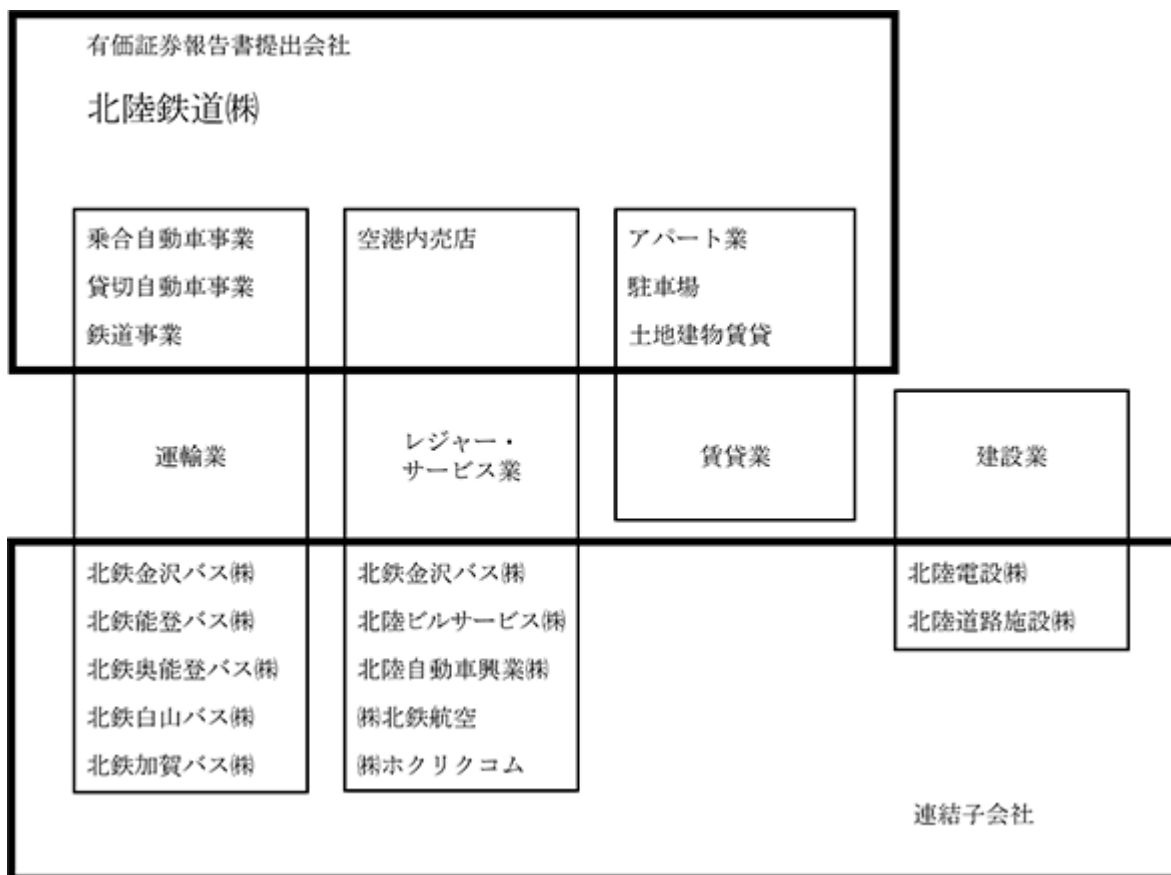 有価証券報告書提出会社
北陸鉄道㈱
乗合自動車事業
貸切自動車事業
鉄道事業
空港内売店
アパート業
駐車場
土地建物賃貸
運輸業
レジャー・
サービス業
賃貸業
建設業
北鉄金沢バス㈱
北鉄能登バス㈱
北鉄奥能登バス㈱
北鉄白山バス㈱
北鉄加賀バス㈱
北鉄金沢バス㈱
北陸ビルサービス㈱
北陸自動車興業㈱
㈱北鉄航空
㈱ホクリクコム
北陸電設㈱
北陸道路施設㈱
連結子会社